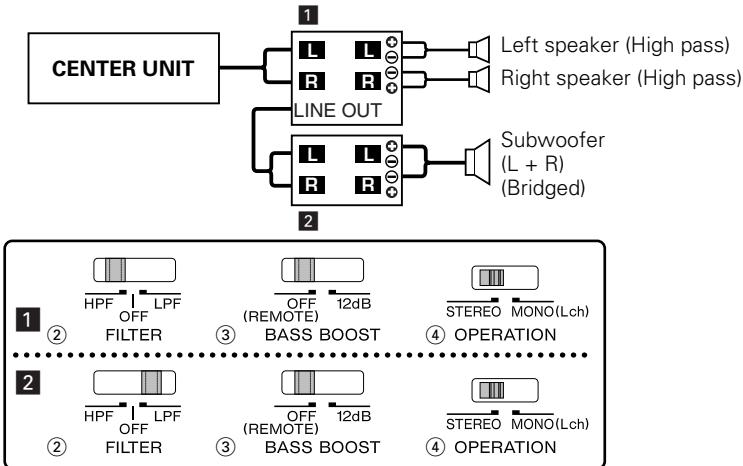 1
CENTER UNIT
L L ⊕
⊖
Left speaker (High pass)
R R ⊖
⊕
Right speaker (High pass)
LINE OUT
L L ⊕
⊖
R R ⊖
⊕
Subwoofer
(L + R)
(Bridged)
2
1
HPF LPF
OFF
② FILTER
OFF 12dB
(REMOTE)
③ BASS BOOST
STEREO MONO(Lch)
④ OPERATION
2
HPF LPF
OFF
② FILTER
OFF 12dB
(REMOTE)
③ BASS BOOST
STEREO MONO(Lch)
④ OPERATION